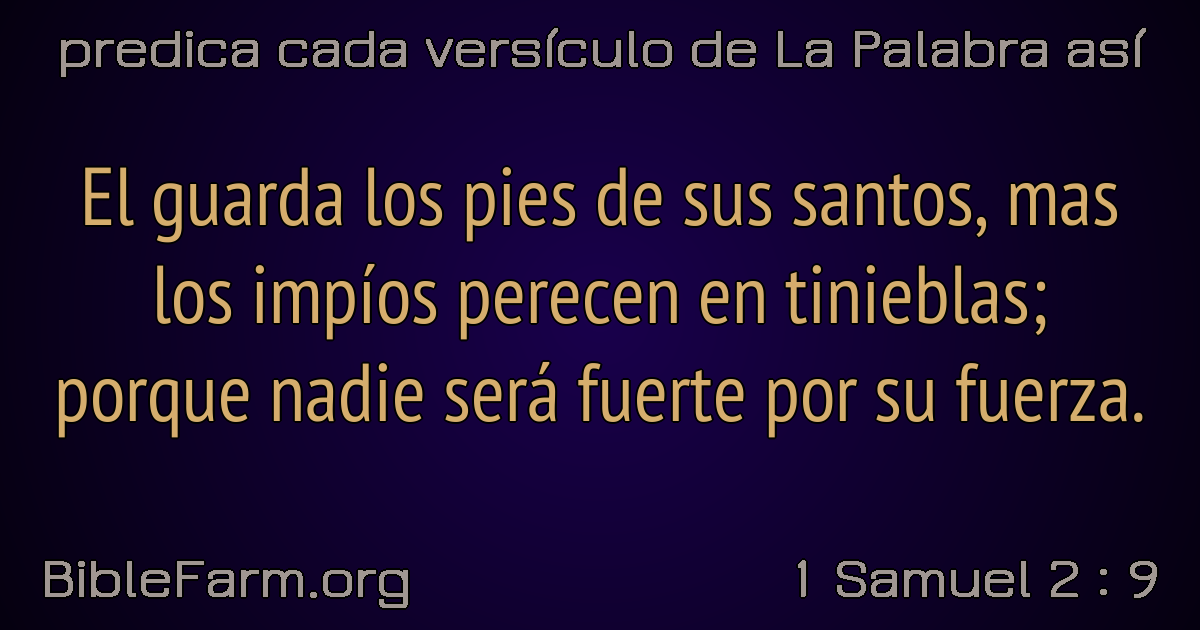 predica cada versículo de La Palabra así
El guarda los pies de sus santos, mas
los impíos perecen en tinieblas;
porque nadie será fuerte por su fuerza.
BibleFarm.org
1 Samuel 2 : 9